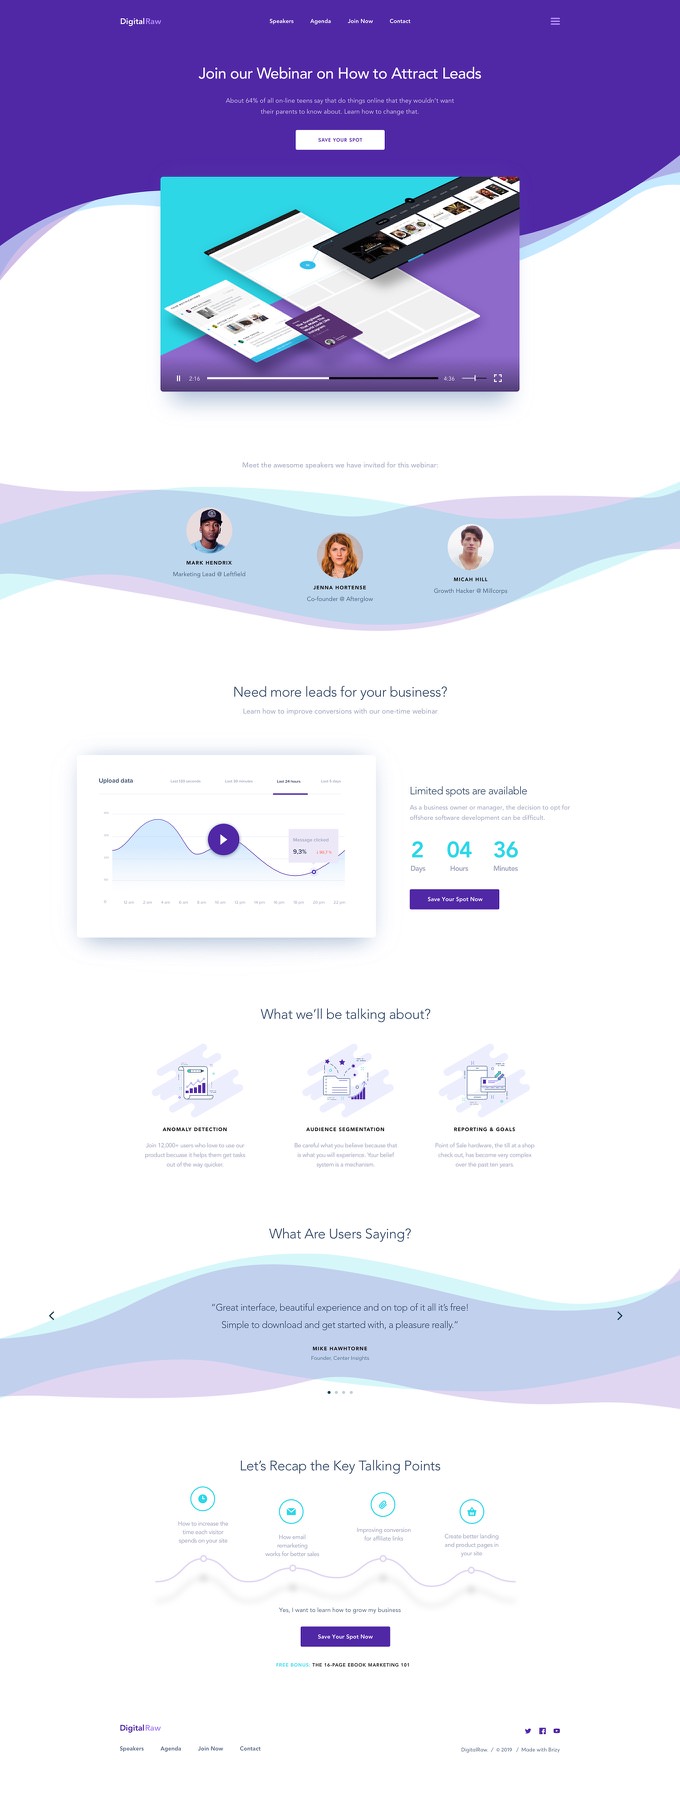 DigitalRaw
Speakers Agenda Join Now Contact
Join our Webinar on How to Attract Leads
About 64% of all on-line teens say that do things online that they wouldn't want
their parents to know about. Learn how to change that.
SAVE YOUR SPOT
2:16
4:36
Meet the awesome speakers we have invited for this webinar:
MARK HENDRIX
Marketing Lead @ Leftfield
JENNA HORTENSE
Co-founder @ Afterglow
MICAH HILL
Growth Hacker @ Millcorps
Need more leads for your business?
Learn how to improve conversions with our one-time webinar
Upload data
Last 24 hours
Message closed
9,3%
Limited spots are available
As a business owner or manager, the decision to opt for
offshore software development can be difficult.
2 04 36
Days Hours Minutes
Save Your Spot Now
What we'll be talking about?
ANOMALY DETECTION
Join 12,000+ users who love to use our
product becuase it helps them get tasks
out of the way quicker.
AUDIENCE SEGMENTATION
Be careful what you believe because that
is what you will experience. Your belief
system is a mechanism.
REPORTING & GOALS
Point of Sale hardware, the till at a shop
check out, has become very complex
over the past ten years.
What Are Users Saying?
“Great interface, beautiful experience and on top of it all it’s free!
Simple to download and get started with, a pleasure really.”
MIKE HAWHTORNE
Founder, Center Insights
Let’s Recap the Key Talking Points
How to increase the
time each visitor
spends on your site
How email
remarketing
works for better sales
Improving conversion
for affiliate links
Create better landing
and product pages in
your site
Yes, I want to learn how to grow my business
Save Your Spot Now
FREE BONUS: THE 16-PAGE EBOOK MARKETING 101
DigitalRaw
Speakers Agenda Join Now Contact
DigitalRaw. / © 2019 / Made with Brizy